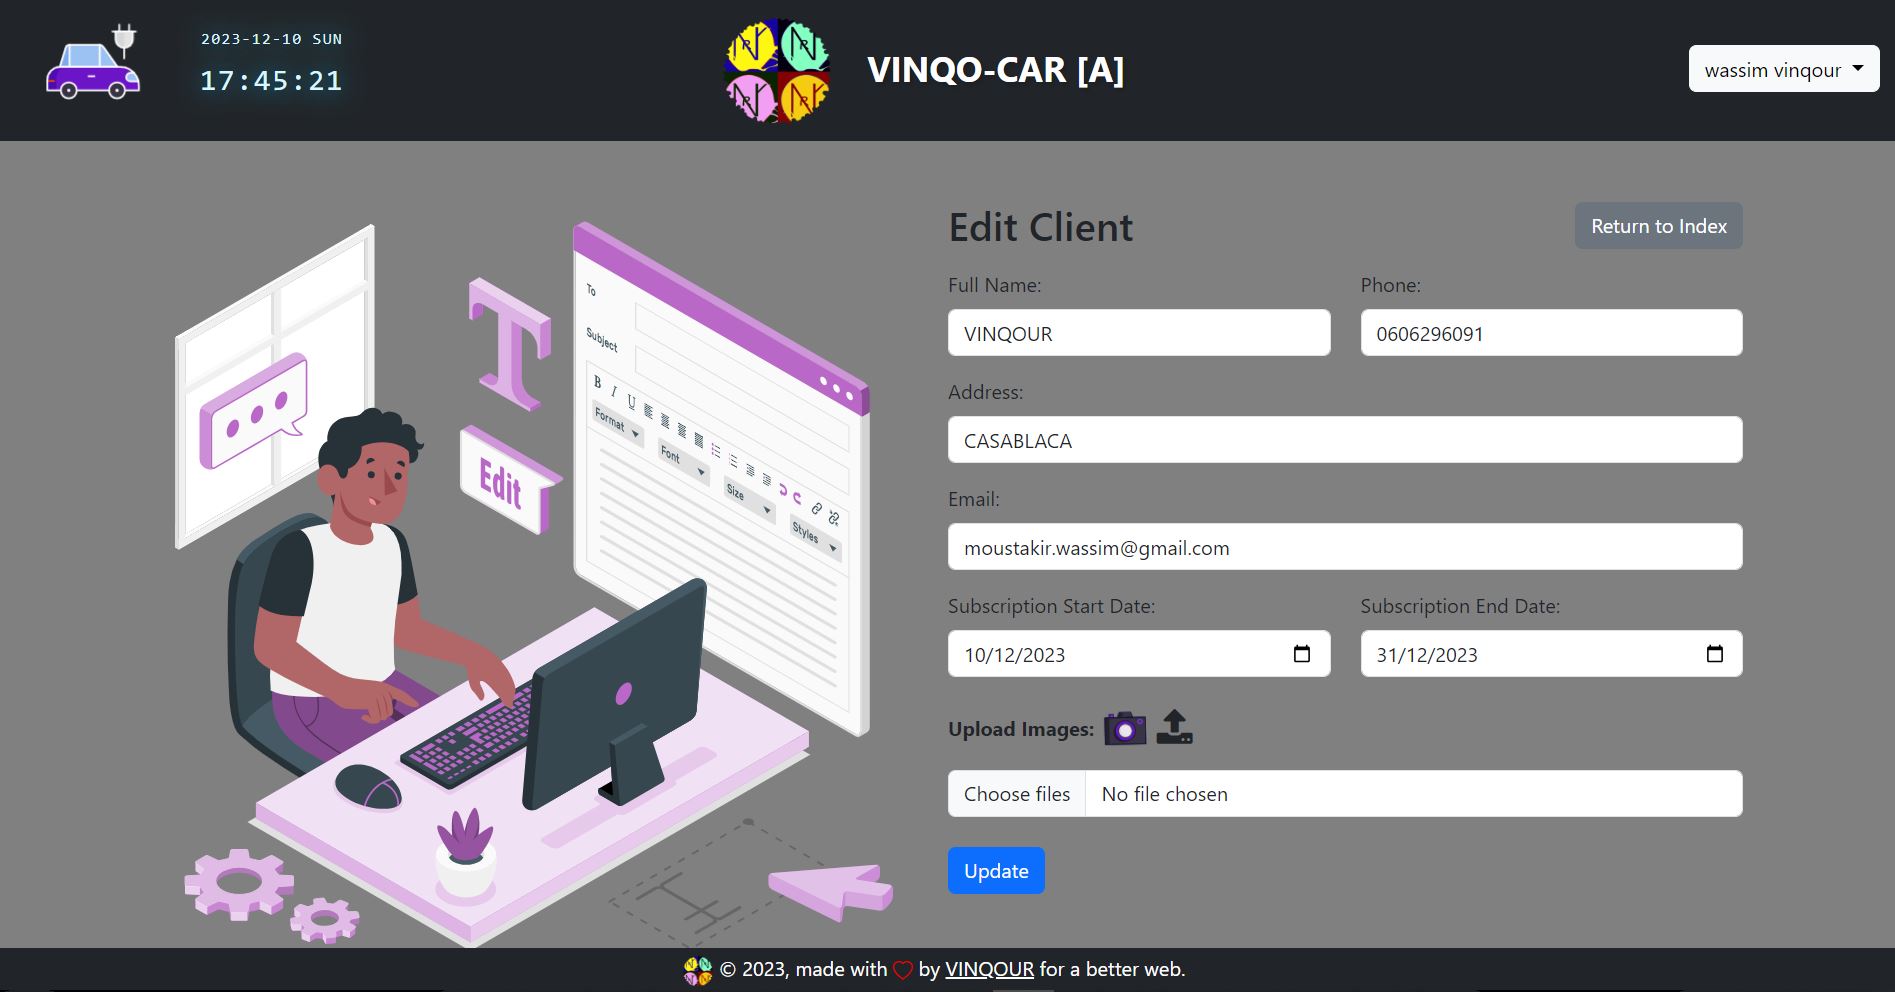 2023-12-10 SUN
17:45:21
VINQO-CAR [A]
wassim vinqour
To
Subject
B I U
Format
Font
Size
Styles
T
Edit
Edit Client
Return to Index
Full Name:
Phone:
VINQOUR
0606296091
Address:
CASABLACA
Email:
moustakir.wassim@gmail.com
Subscription Start Date:
Subscription End Date:
10/12/2023
31/12/2023
Upload Images:
Choose files
No file chosen
Update
© 2023, made with by VINQOUR for a better web.